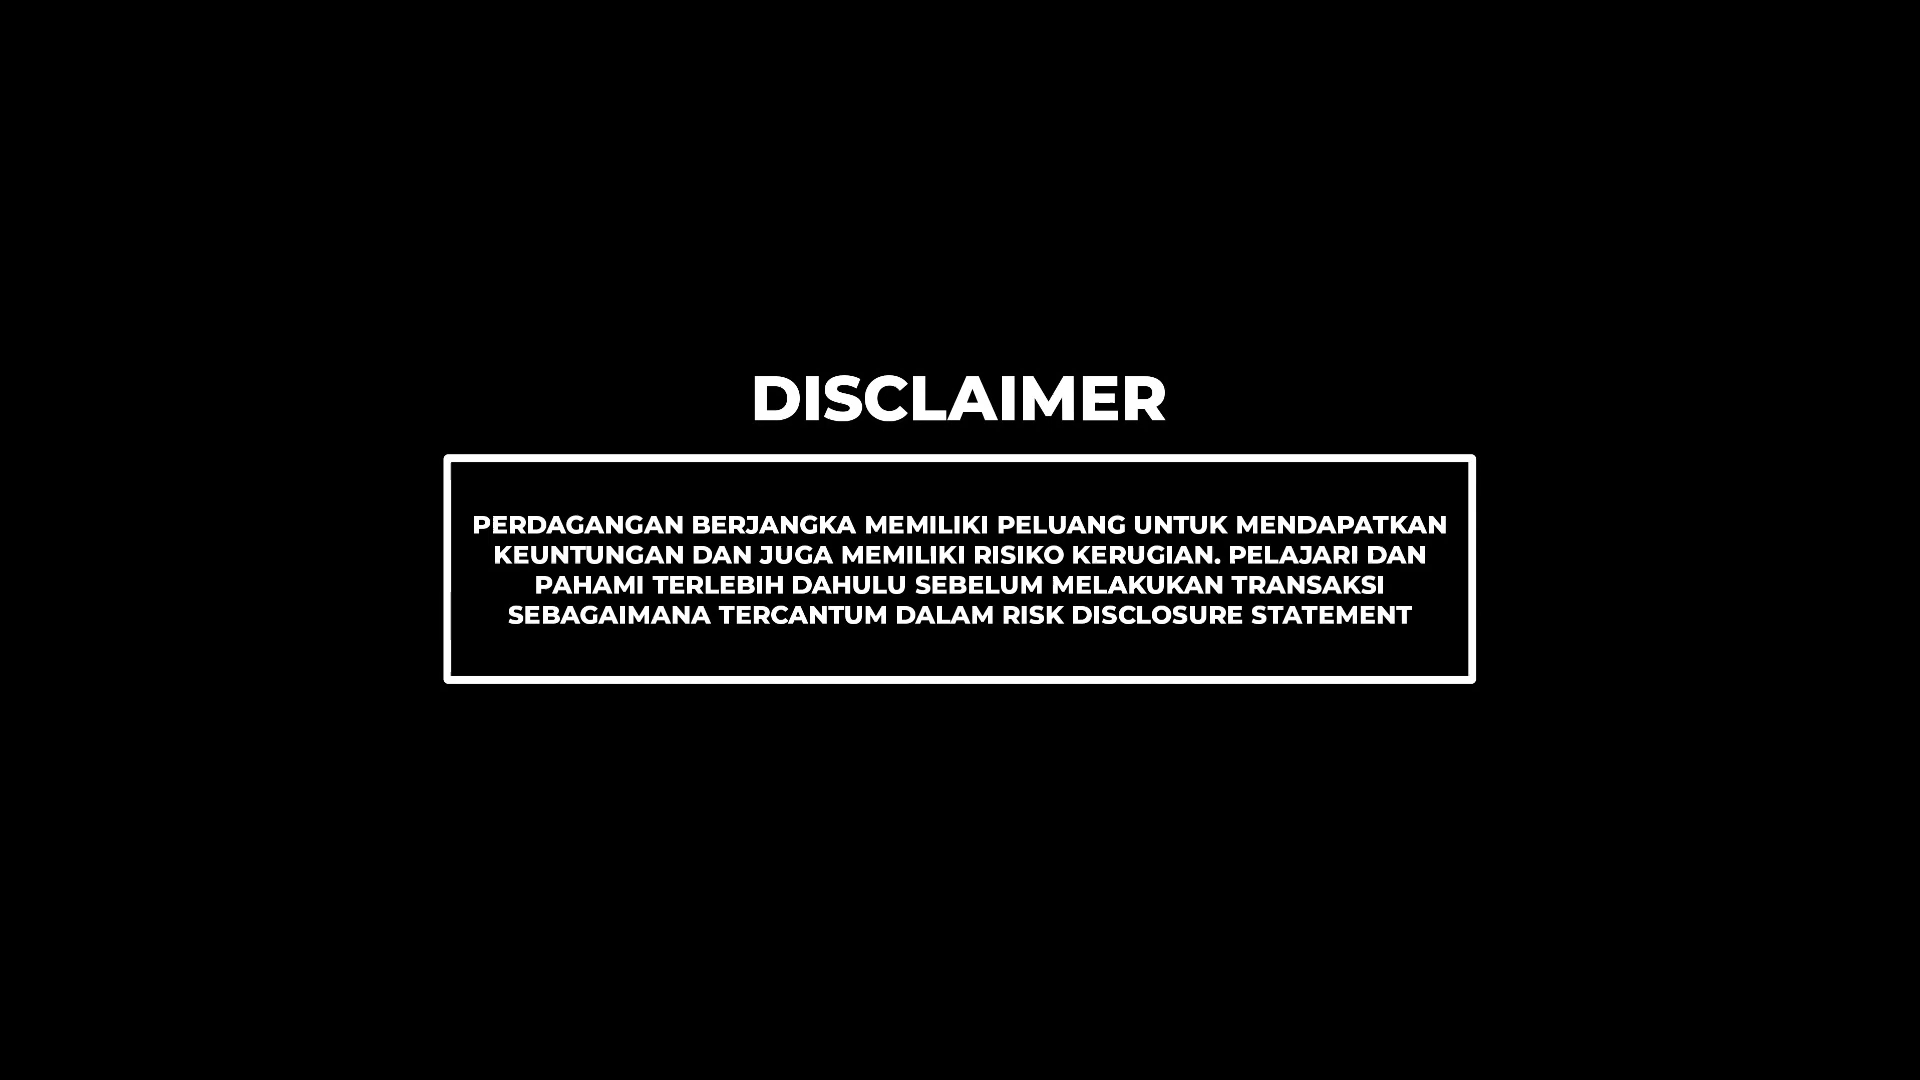 DISCLAIMER
PERDAGANGAN BERJANGKA MEMILIKI PELUANG UNTUK MENDAPATKAN
KEUNTUNGAN DAN JUGA MEMILIKI RISIKO KERUGIAN. PELAJARI DAN
PAHAMI TERLEBIH DAHULU SEBELUM MELAKUKAN TRANSAKSI
SEBAGAIMANA TERCANTUM DALAM RISK DISCLOSURE STATEMENT